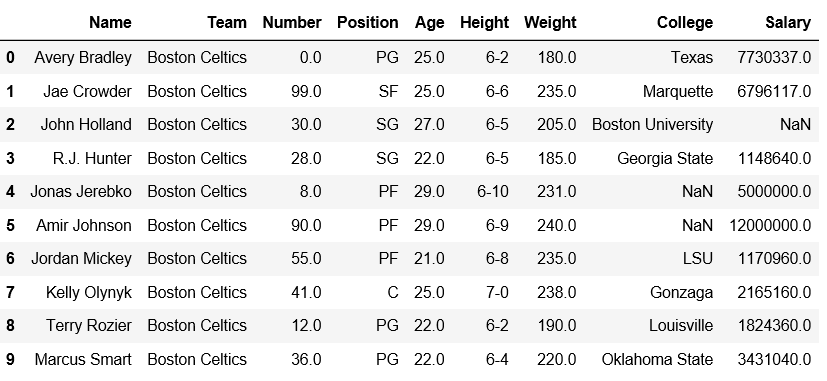 Name Team Number Position Age Height Weight College Salary
0 Avery Bradley Boston Celtics 0.0 PG 25.0 6-2 180.0 Texas 7730337.0
1 Jae Crowder Boston Celtics 99.0 SF 25.0 6-6 235.0 Marquette 6796117.0
2 John Holland Boston Celtics 30.0 SG 27.0 6-5 205.0 Boston University NaN
3 R.J. Hunter Boston Celtics 28.0 SG 22.0 6-5 185.0 Georgia State 1148640.0
4 Jonas Jerebko Boston Celtics 8.0 PF 29.0 6-10 231.0 NaN 5000000.0
5 Amir Johnson Boston Celtics 90.0 PF 29.0 6-9 240.0 NaN 12000000.0
6 Jordan Mickey Boston Celtics 55.0 PF 21.0 6-8 235.0 LSU 1170960.0
7 Kelly Olynyk Boston Celtics 41.0 C 25.0 7-0 238.0 Gonzaga 2165160.0
8 Terry Rozier Boston Celtics 12.0 PG 22.0 6-2 190.0 Louisville 1824360.0
9 Marcus Smart Boston Celtics 36.0 PG 22.0 6-4 220.0 Oklahoma State 3431040.0